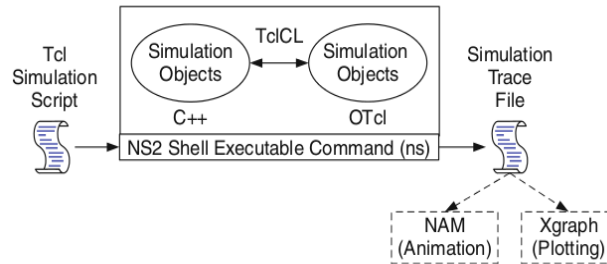 Tcl
Simulation
Script
Simulation
Objects
TclCL
Simulation
Objects
C++
OTcl
NS2 Shell Executable Command (ns)
Simulation
Trace
File
NAM
(Animation)
Xgraph
(Plotting)